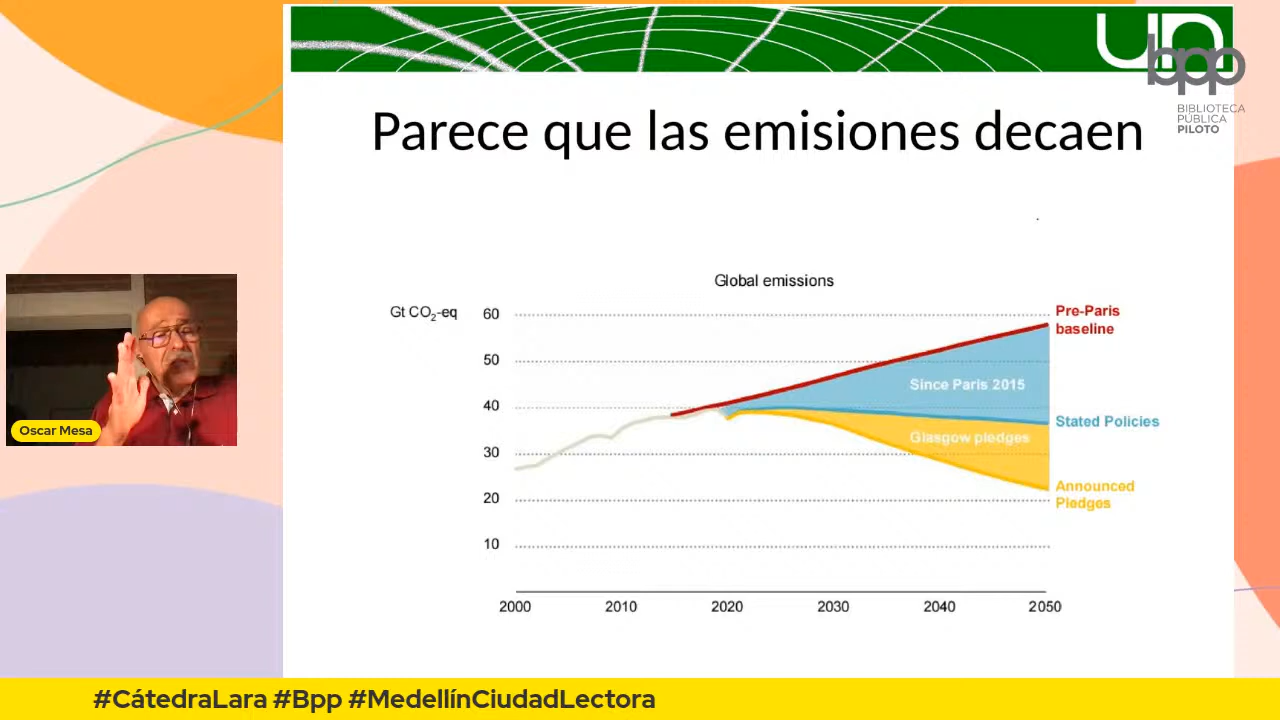 un
bpp
BIBLIOTECA
PÚBLICA
PILOTO
Parece que las emisiones decaen
Global emissions
Gt CO₂-eq
60
50
40
30
20
10
2000 2010 2020 2030 2040 2050
Pre-Paris
baseline
Since Paris 2015
Stated Policies
Glasgow pledges
Announced
Pledges
Oscar Mesa
#CátedraLara #Bpp #MedellínCiudadLectora